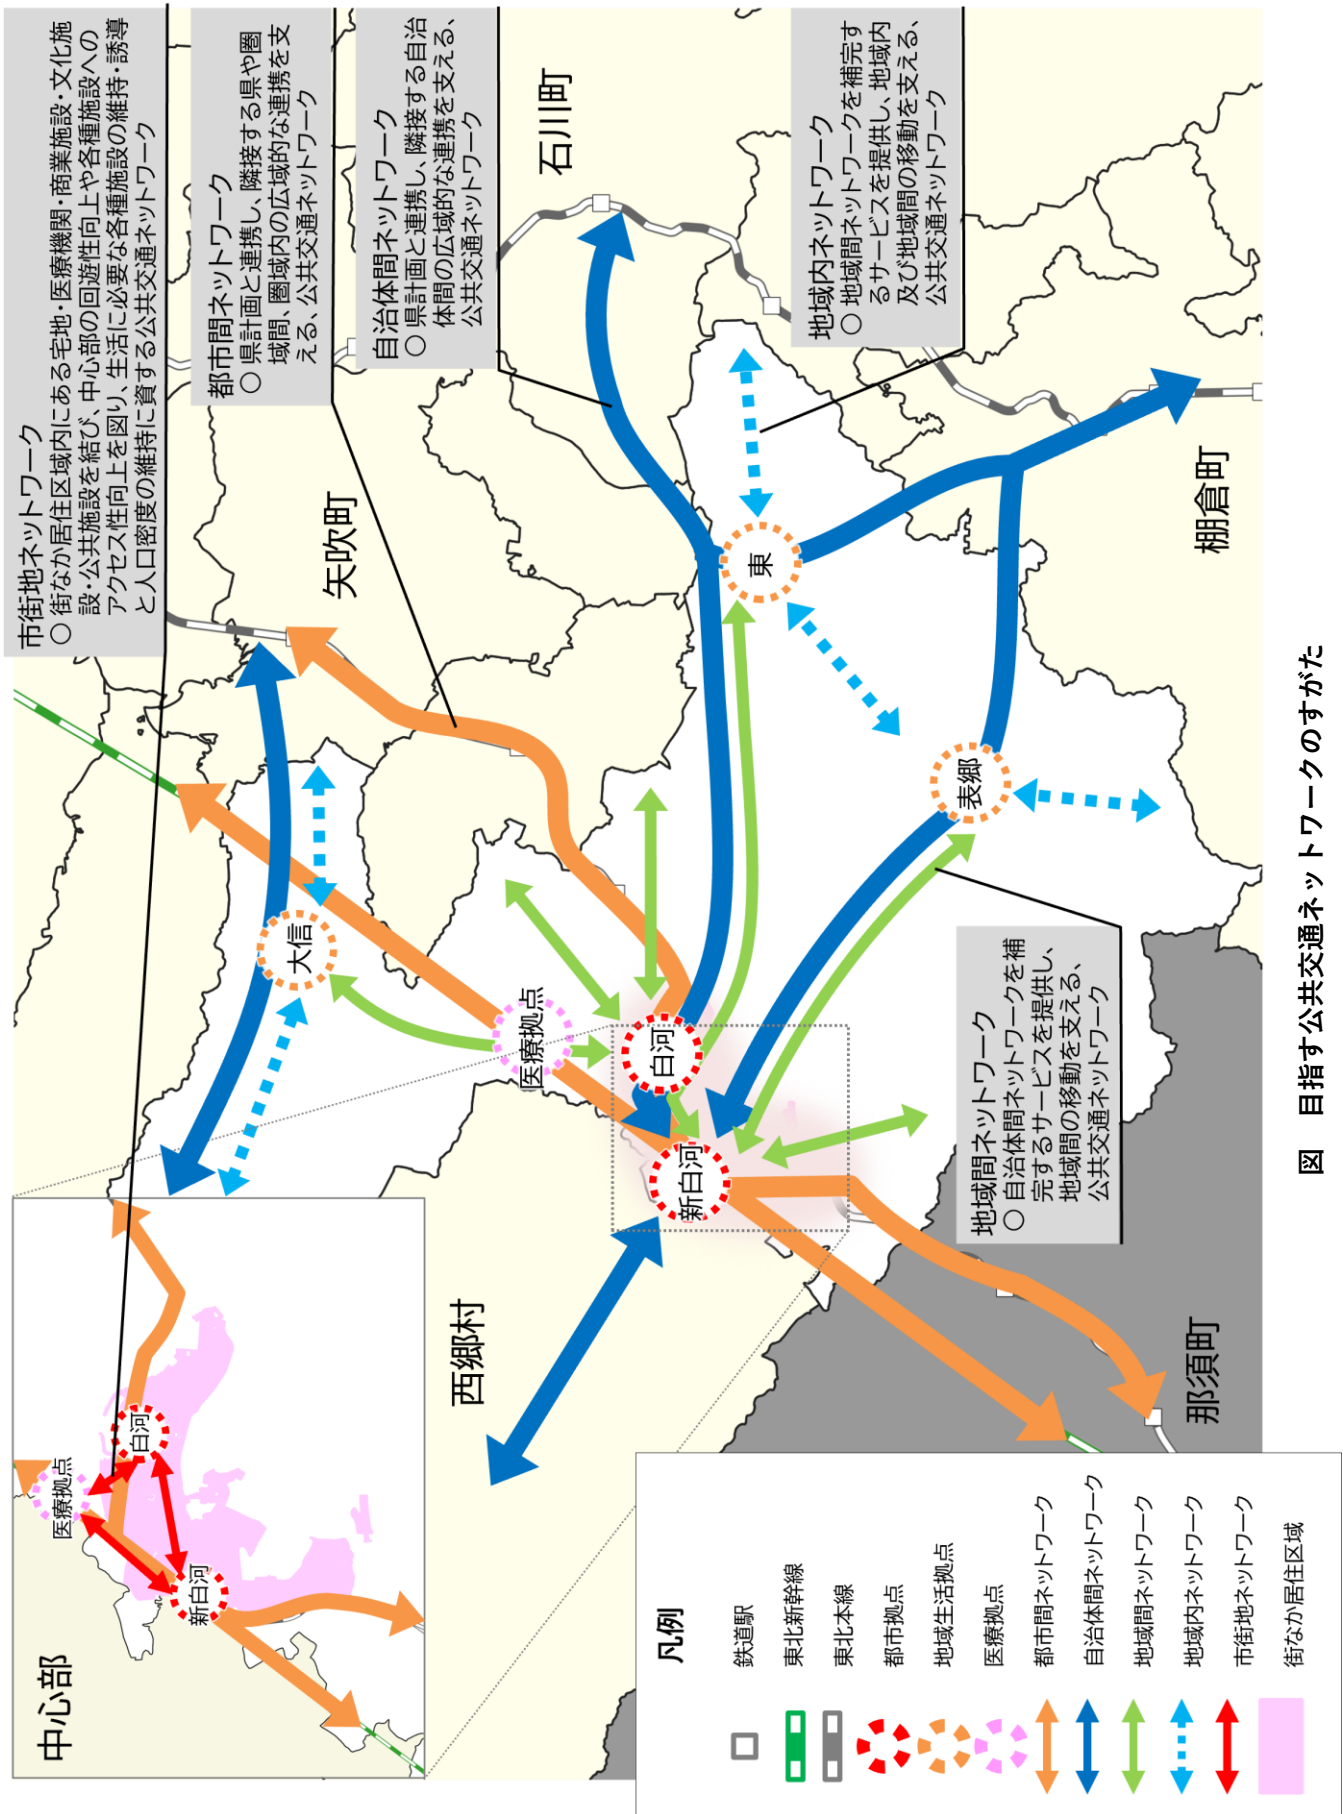 市街地ネットワーク
○ 街なか居住区域内にある宅地・医療機関・商業施設・文化施
設・公共施設を結び、中心部の回遊性向上や各種施設への
アクセス性向上を図り、生活に必要な各種施設の維持・誘導
と人口密度の維持に資する公共交通ネットワーク
都市間ネットワーク
○ 県計画と連携し、隣接する県や圏
域間、圏域内の広域的な連携を支
える、公共交通ネットワーク
自治体間ネットワーク
○ 県計画と連携し、隣接する自治
体間の広域的な連携を支える、
公共交通ネットワーク
地域内ネットワーク
○ 地域間ネットワークを補完す
るサービスを提供し、地域内
及び地域間の移動を支える、
公共交通ネットワーク
地域間ネットワーク
○ 自治体間ネットワークを補
完するサービスを提供し、
地域間の移動を支える、
公共交通ネットワーク
中心部
医療拠点
白河
新白河
矢吹町
石川町
大信
医療拠点
白河
新白河
東
表郷
西郷村
棚倉町
那須町
凡例
鉄道駅
東北新幹線
東北本線
都市拠点
地域生活拠点
医療拠点
都市間ネットワーク
自治体間ネットワーク
地域間ネットワーク
地域内ネットワーク
市街地ネットワーク
街なか居住区域
図 目指す公共交通ネットワークのすがた